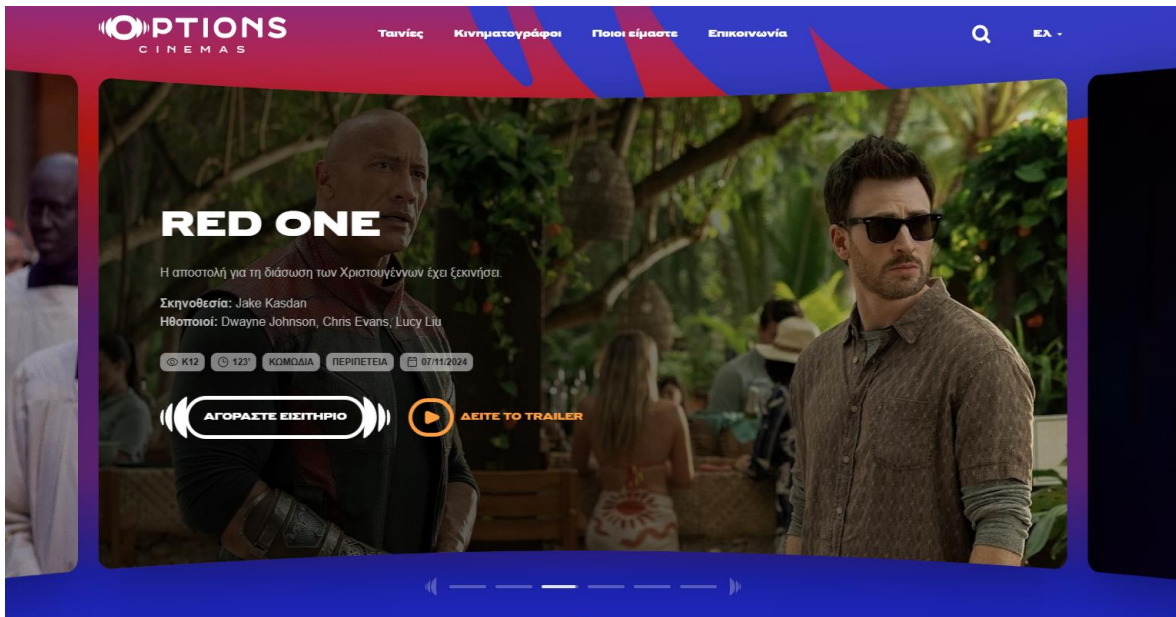 OPTIONS
CINEMAS
Ταινίες Κινηματογράφοι Ποιοι είμαστε Επικοινωνία ΕΛ
RED ONE
Η αποστολή για τη διάσωση των Χριστουγέννων έχει ξεκινήσει.
Σκηνοθεσία: Jake Kasdan
Ηθοποιοί: Dwayne Johnson, Chris Evans, Lucy Liu
K12 123' ΚΩΜΩΔΙΑ ΠΕΡΙΠΕΤΕΙΑ 07/11/2024
ΑΓΟΡΑΣΤΕ ΕΙΣΙΤΗΡΙΟ ΔΕΙΤΕ ΤΟ TRAILER